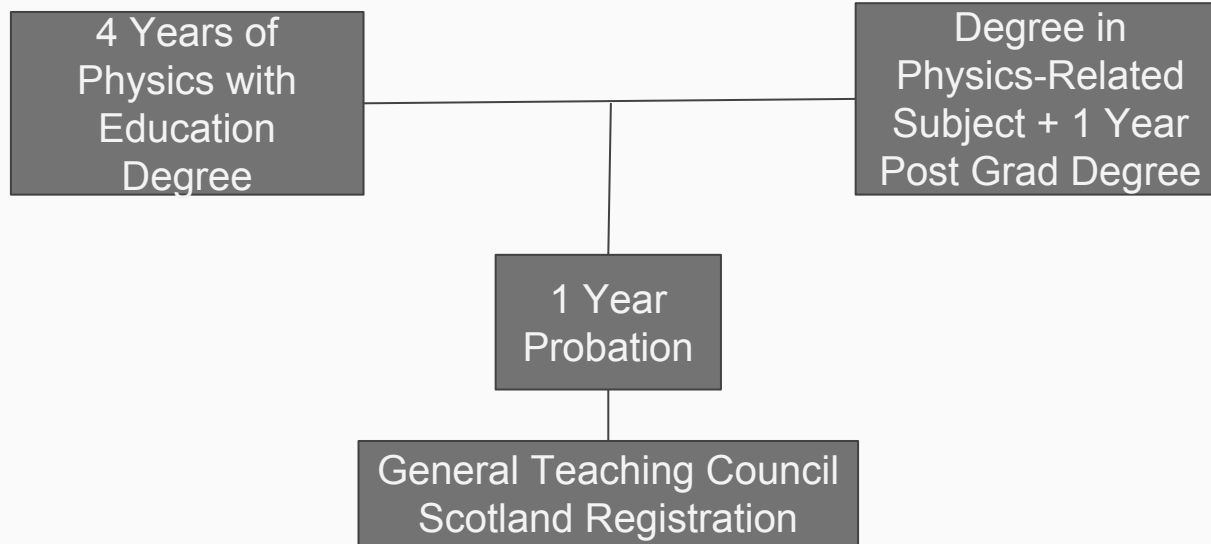 4 Years of
Physics with
Education
Degree
Degree in
Physics-Related
Subject + 1 Year
Post Grad Degree
1 Year
Probation
General Teaching Council
Scotland Registration